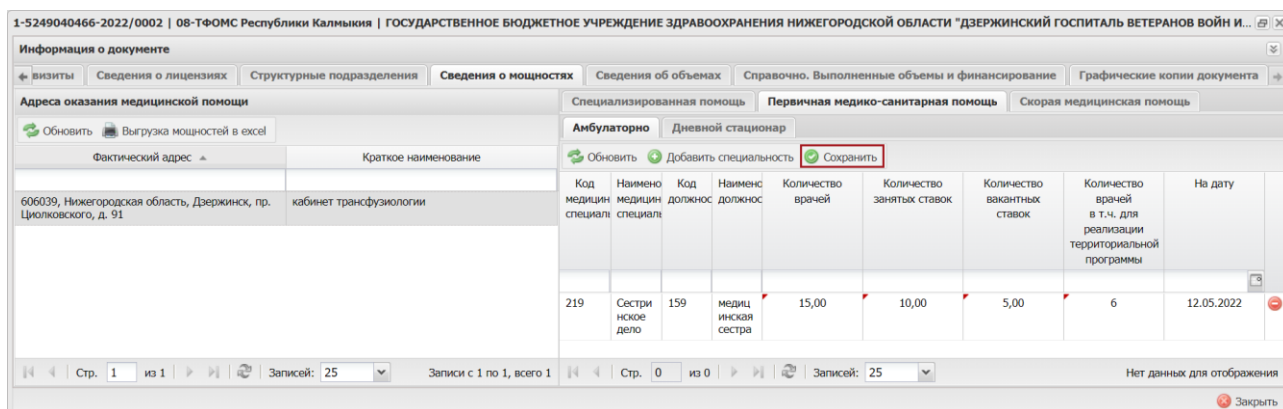 1-5249040466-2022/0002 | 08-ТФОМС Республики Калмыкия | ГОСУДАРСТВЕННОЕ БЮДЖЕТНОЕ УЧРЕЖДЕНИЕ ЗДРАВООХРАНЕНИЯ НИЖЕГОРОДСКОЙ ОБЛАСТИ "ДЗЕРЖИНСКИЙ ГОСПИТАЛЬ ВЕТЕРАНОВ ВОЙН И...
Информация о документе
визиты Сведения о лицензиях Структурные подразделения Сведения о мощностях Сведения об объемах Справочно. Выполненные объемы и финансирование Графические копии документа
Адреса оказания медицинской помощи
Обновить Выгрузка мощностей в excel
Фактический адрес Краткое наименование
606039, Нижегородская область, Дзержинск, пр. кабинет трансфузиологии
Циолковского, д. 91
Стр. 1 из 1 Записей: 25 Записи с 1 по 1, всего 1
Специализированная помощь Первичная медико-санитарная помощь Скорая медицинская помощь
Амбулаторно Дневной стационар
Обновить Добавить специальность Сохранить
Код Наимено Код Наименс Количество Количество Количество Количество На дату
медицин медицин должнос должнос врачей занятых ставок вакантных врачей
специалы специалы ставок в т.ч. для
реализации
территориальной
программы
219 Сестри 159 медиц 15,00 10,00 5,00 6 12.05.2022
нское инская
дело сестра
Стр. 0 из 0 Записей: 25 Нет данных для отображения
Закрыть